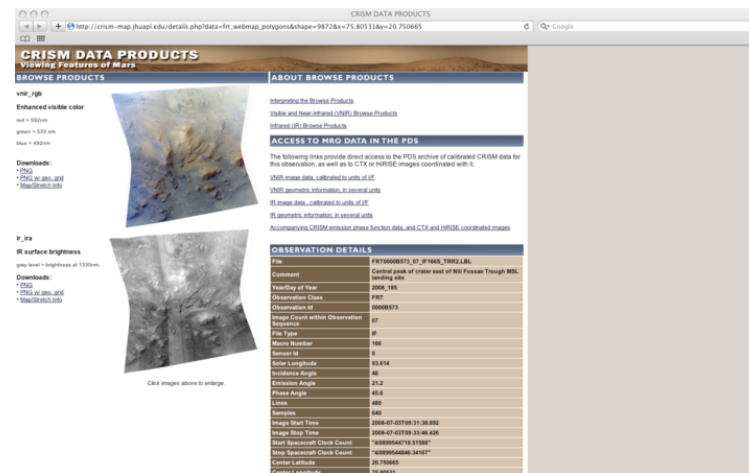 CRISM DATA PRODUCTS
http://crism-map.jhuapl.edu/details.php?data=frt_webmap_polygons&shape=9872&x=75.80531&y=20.750665
Google
CRISM DATA PRODUCTS
Viewing Features of Mars
BROWSE PRODUCTS
vnir_rgb
Enhanced visible color
red = 592nm
green = 533 nm
blue = 492nm
Downloads:
• PNG
• PNG w/ geo. grid
• Map/Stretch Info
ir_ira
IR surface brightness
grey level = brightness at 1330nm
Downloads:
• PNG
• PNG w/ geo. grid
• Map/Stretch Info
Click images above to enlarge.
ABOUT BROWSE PRODUCTS
Interpreting the Browse Products
Visible and Near-infrared (VNIR) Browse Products
Infrared (IR) Browse Products
ACCESS TO MRO DATA IN THE PDS
The following links provide direct access to the PDS archive of calibrated CRISM data for
this observation, as well as to CTX or HiRISE images coordinated with it.
VNIR image data, calibrated to units of I/F
VNIR geometric information, in several units
IR image data , calibrated to units of I/F
IR geometric information, in several units
Accompanying CRISM emission phase function data, and CTX and HiRISE coordinated images
OBSERVATION DETAILS
File FRT0000B573_07_IF166S_TRR2.LBL
Comment Central peak of crater east of Nili Fossae Trough MSL landing site
Year/Day of Year 2008_185
Observation Class FRT
Observation Id 0000B573
Image Count within Observation Sequence 07
File Type IF
Macro Number 166
Sensor Id 0
Solar Longitude 93.614
Incidence Angle 46
Emission Angle 21.2
Phase Angle 45.6
Lines 480
Samples 640
Image Start Time 2008-07-03T09:31:38.692
Image Stop Time 2008-07-03T09:33:46.426
Start Spacecraft Clock Count
Stop Spacecraft Clock Count
Center Latitude 20.750665
Center Longitude 75.80531